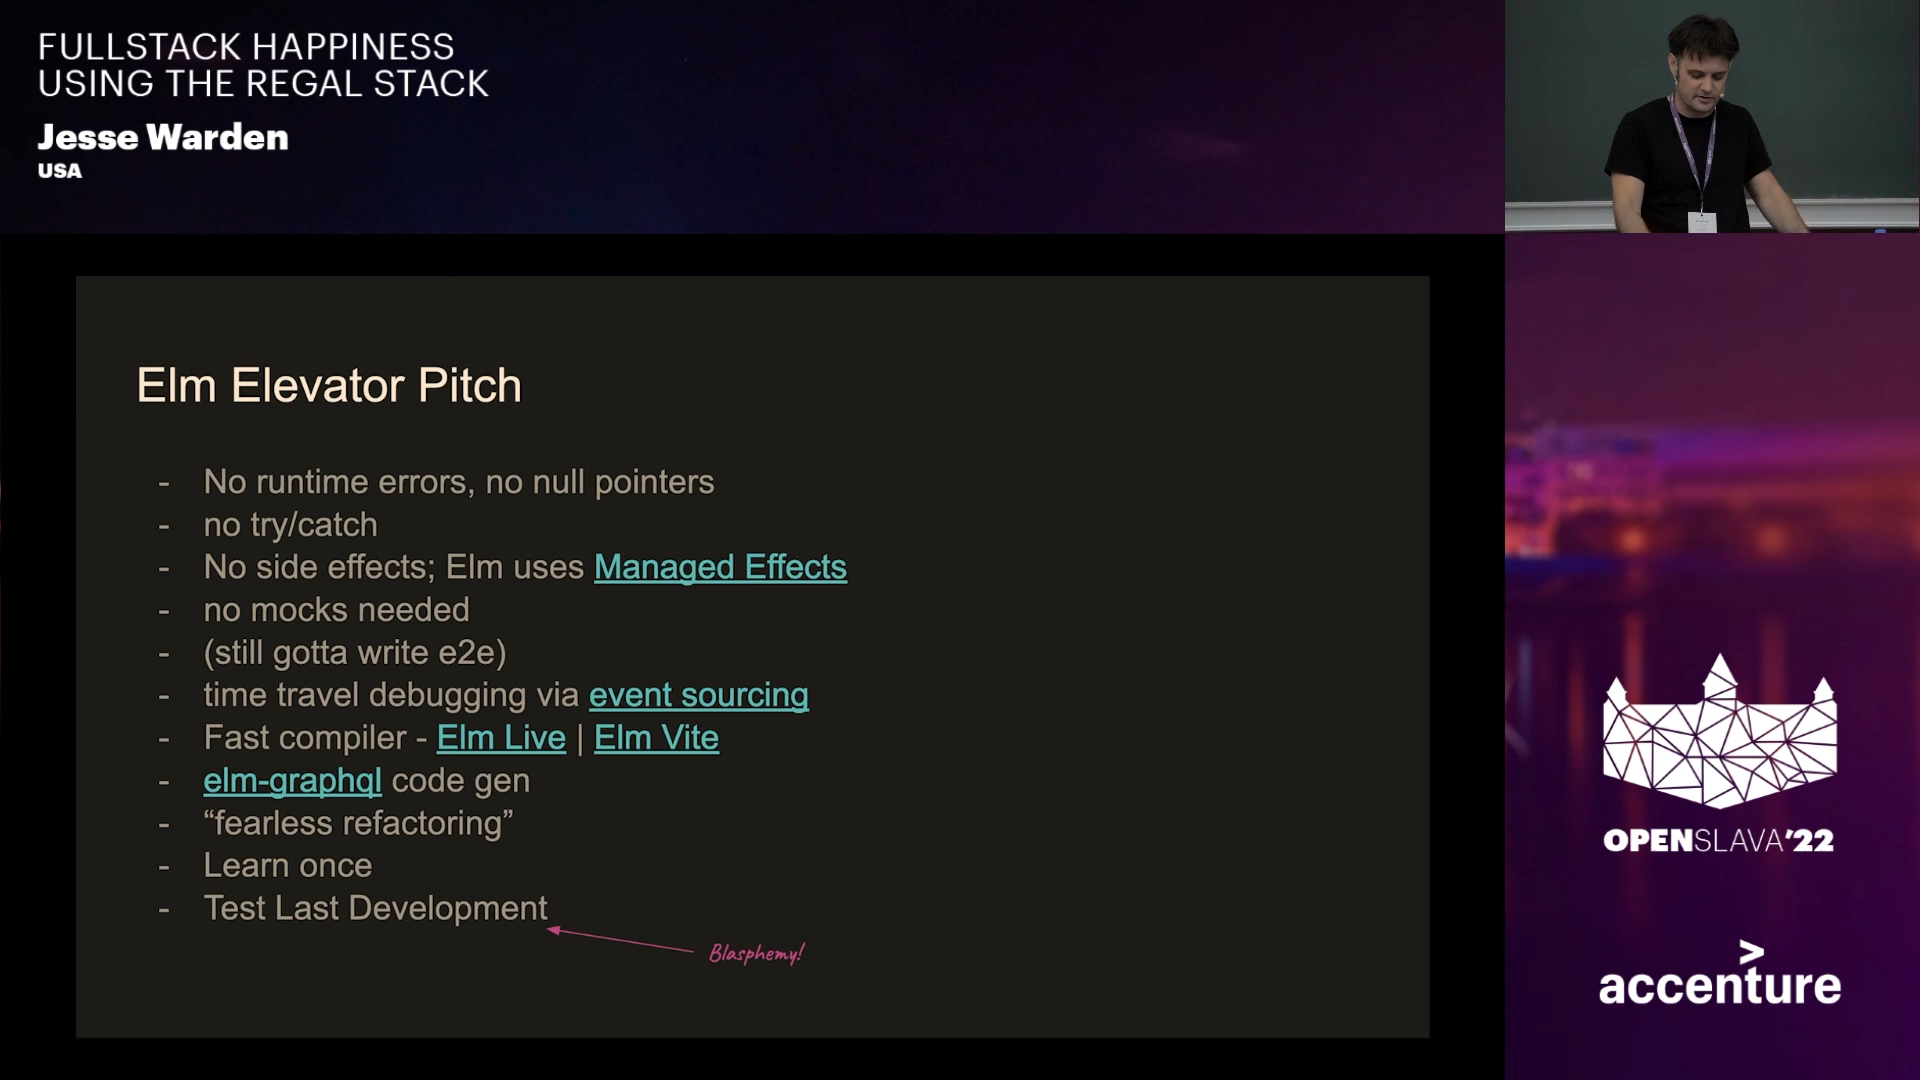 FULLSTACK HAPPINESS
USING THE REGAL STACK
Jesse Warden
USA
Elm Elevator Pitch
- No runtime errors, no null pointers
- no try/catch
- No side effects; Elm uses Managed Effects
- no mocks needed
- (still gotta write e2e)
- time travel debugging via event sourcing
- Fast compiler - Elm Live | Elm Vite
- elm-graphql code gen
- “fearless refactoring”
- Learn once
- Test Last Development
Blasphemy!
OPENSLAVA'22
accenture